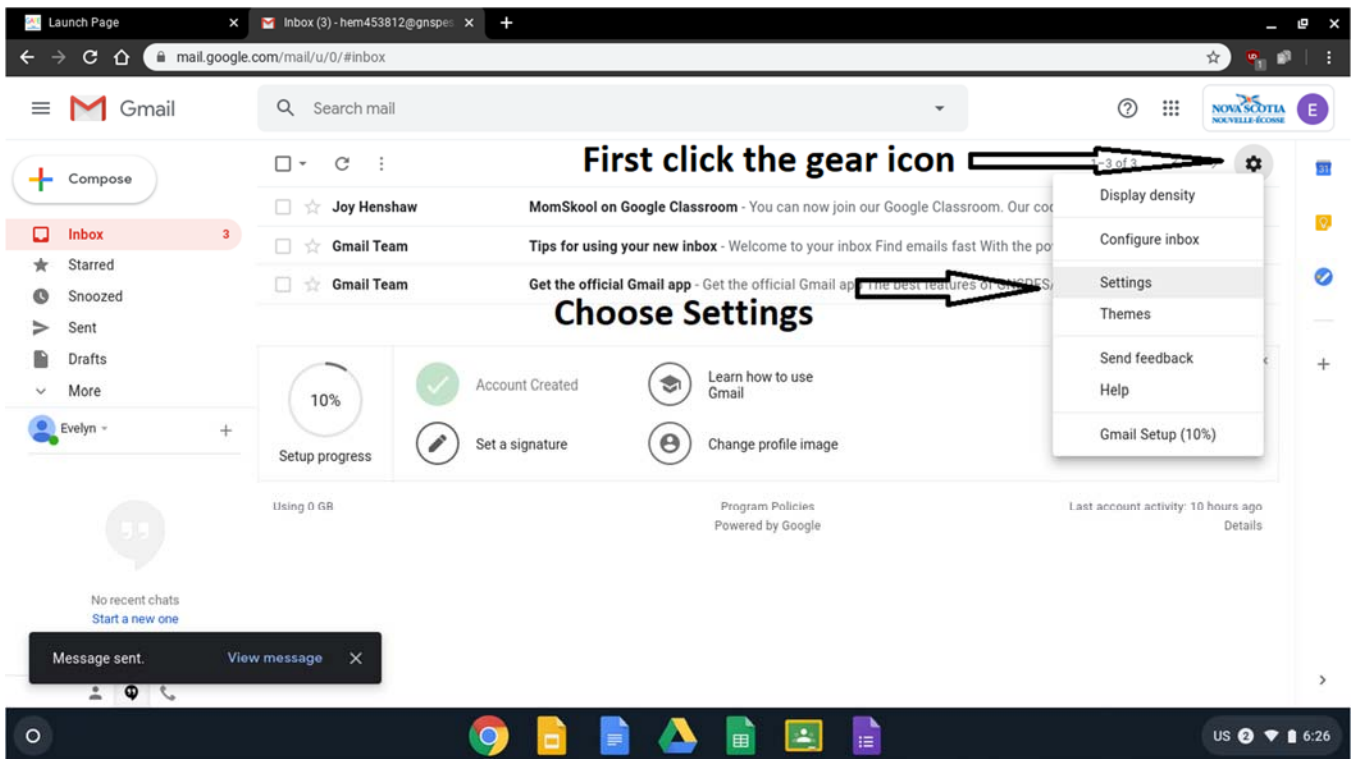 Launch Page
Inbox (3) - hem453812@gnspes
mail.google.com/mail/u/0/#inbox
UD
1
Gmail
Search mail
NOVA SCOTIA
NOUVELLE-ÉCOSSE
E
Compose
First click the gear icon
1–3 of 3
31
Joy Henshaw MomSkool on Google Classroom - You can now join our Google Classroom. Our
Inbox 3
Gmail Team Tips for using your new inbox - Welcome to your inbox Find emails fast With the
Starred
Gmail Team Get the official Gmail app - Get the official Gmail app The best features of
Snoozed
Sent
Drafts
More
Choose Settings
Display density
Configure inbox
Settings
Themes
Send feedback
Help
Gmail Setup (10%)
10%
Setup progress
Account Created
Learn how to use
Gmail
Set a signature
Change profile image
Evelyn
Using 0 GB
Program Policies
Powered by Google
Last account activity: 10 hours ago
Details
No recent chats
Start a new one
Message sent. View message
US 2 6:26